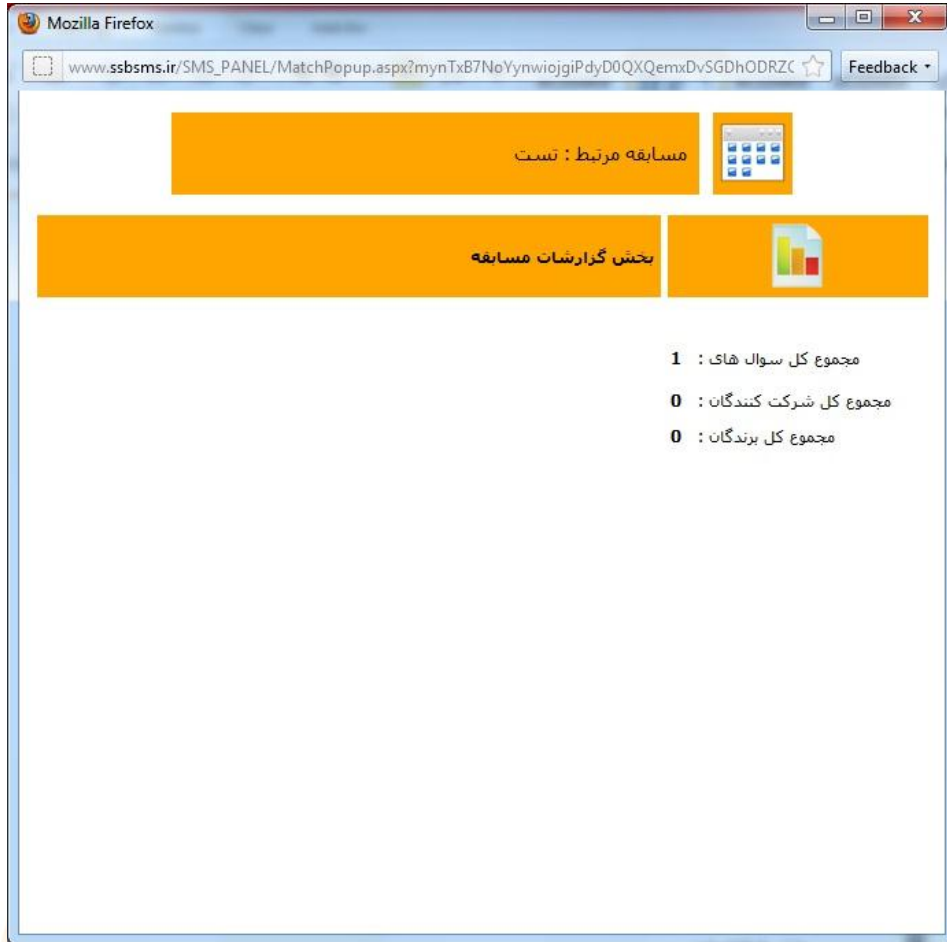 Mozilla Firefox
www.ssbsms.ir/SMS_PANEL/MatchPopup.aspx?mynTxB7NoYynwiojgiPdyD0QXQemxDvSGDhODRZC
Feedback
مسابقه مرتبط : تست
بخش گزارشات مسابقه
مجموع کل سوال های : 1
مجموع کل شرکت کنندگان : 0
مجموع کل برندگان : 0